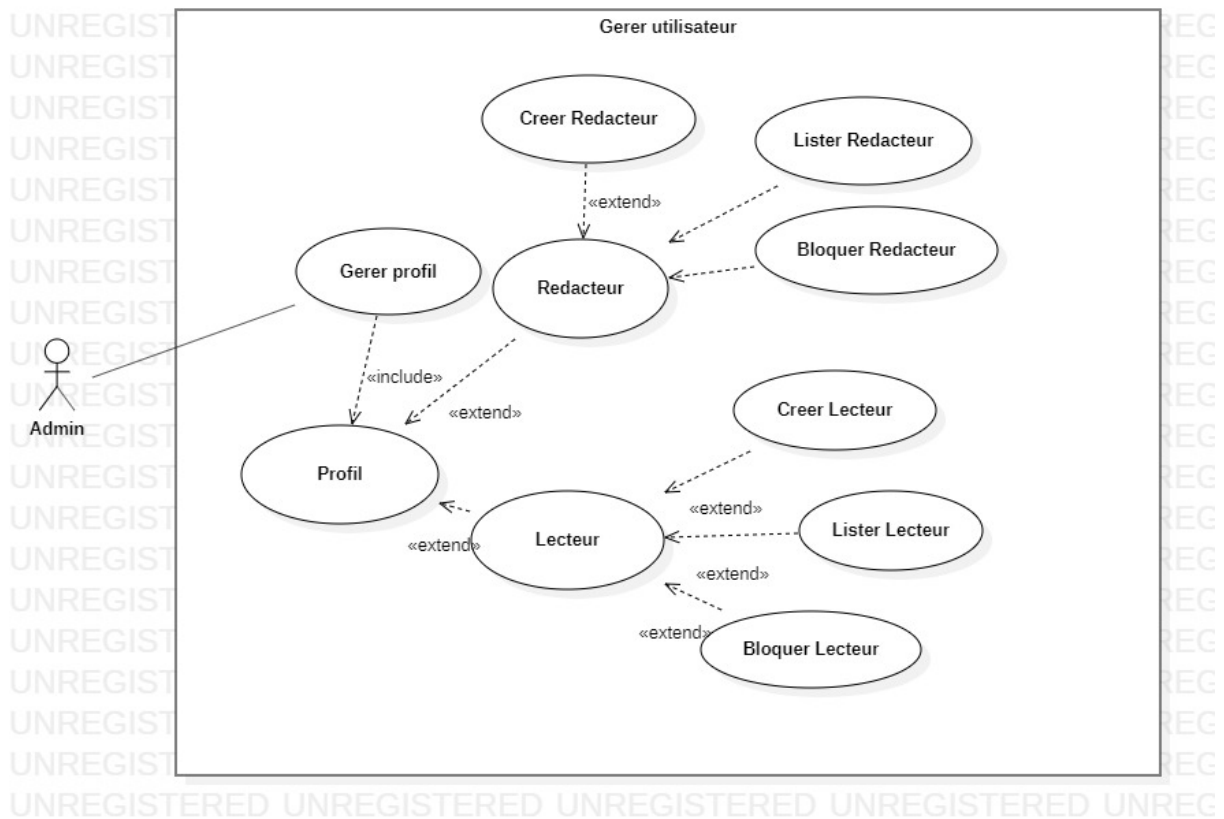 Gerer utilisateur
Creer Redacteur
Lister Redacteur
«extend»
Bloquer Redacteur
Gerer profil
Redacteur
«include»
«extend»
Admin
Creer Lecteur
Profil
«extend»
Lister Lecteur
Lecteur
«extend»
«extend»
«extend»
Bloquer Lecteur
UNREGISTERED UNREGISTERED UNREGISTERED UNREGISTERED UNREG